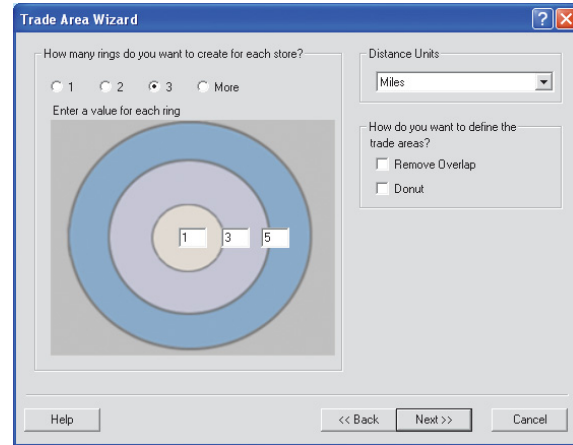 Trade Area Wizard
How many rings do you want to create for each store?
1 2 3 More
Enter a value for each ring
1 3 5
Distance Units
Miles
How do you want to define the
trade areas?
Remove Overlap
Donut
Help << Back Next >> Cancel